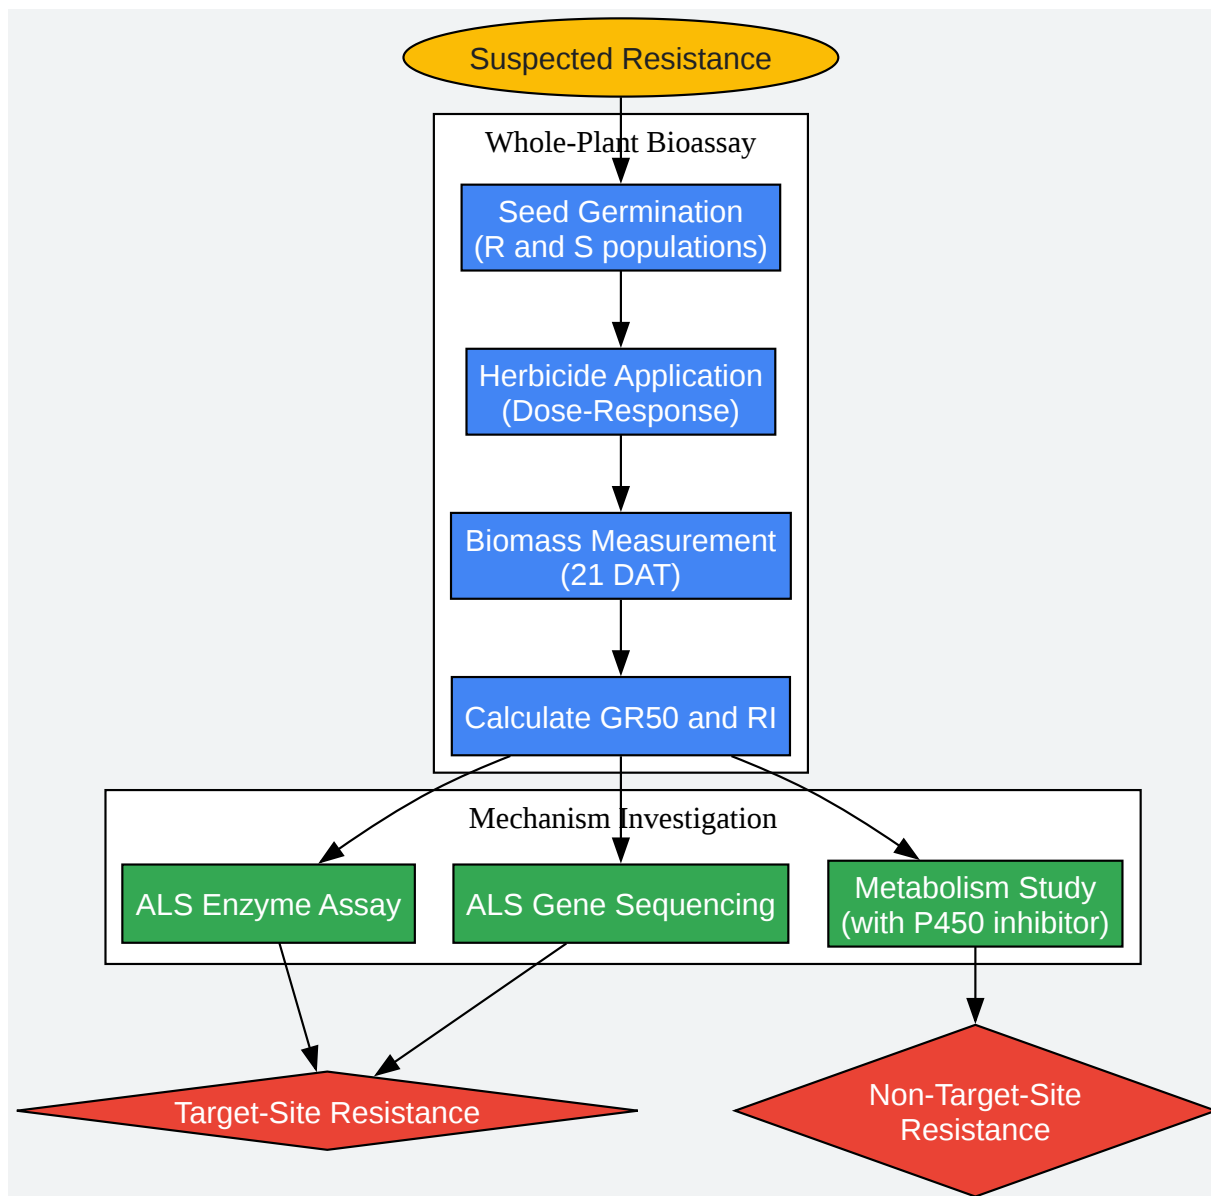 Suspected Resistance
Whole-Plant Bioassay
Seed Germination
(R and S populations)
Herbicide Application
(Dose-Response)
Biomass Measurement
(21 DAT)
Calculate GR50 and RI
Mechanism Investigation
ALS Enzyme Assay
ALS Gene Sequencing
Metabolism Study
(with P450 inhibitor)
Target-Site Resistance
Non-Target-Site
Resistance